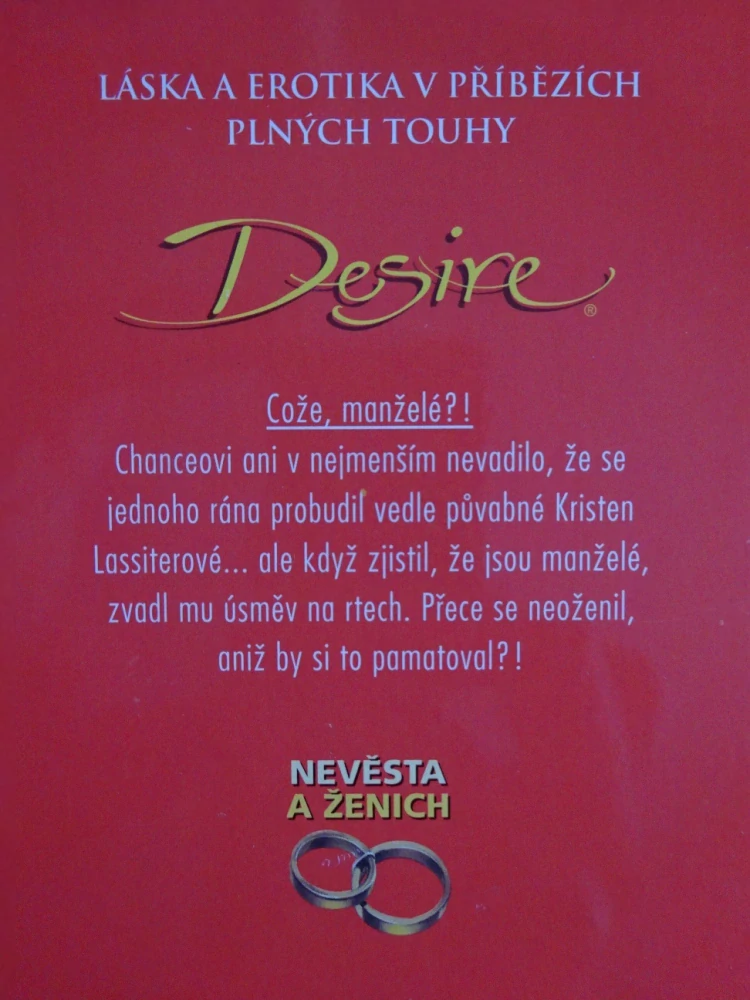 LÁSKA A EROTIKA V PŘÍBĚZÍCH
PLNÝCH TOUHY
Desire®
Cože, manželé?!
Chanceovi ani v nejmenším nevadilo, že se
jednoho rána probudil vedle půvabné Kristen
Lassiterové... ale když zjistil, že jsou manželé,
zvadl mu úsměv na rtech. Přece se neoženil,
aniž by si to pamatoval?!
NEVĚSTA
A ŽENICH